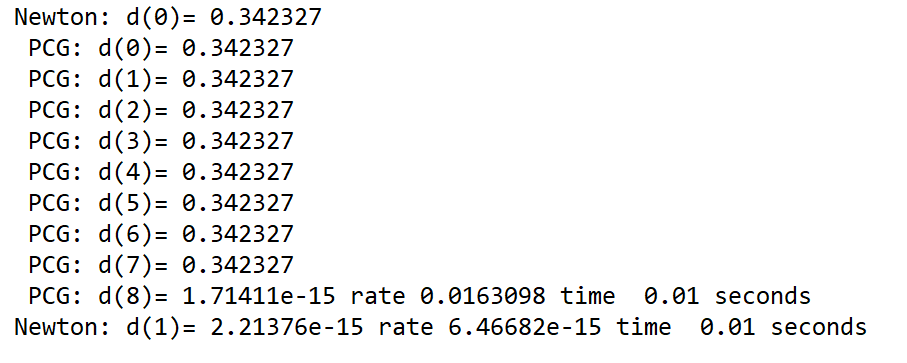 Newton: d(0)= 0.342327
PCG: d(0)= 0.342327
PCG: d(1)= 0.342327
PCG: d(2)= 0.342327
PCG: d(3)= 0.342327
PCG: d(4)= 0.342327
PCG: d(5)= 0.342327
PCG: d(6)= 0.342327
PCG: d(7)= 0.342327
PCG: d(8)= 1.71411e-15 rate 0.0163098 time  0.01 seconds
Newton: d(1)= 2.21376e-15 rate 6.46682e-15 time  0.01 seconds